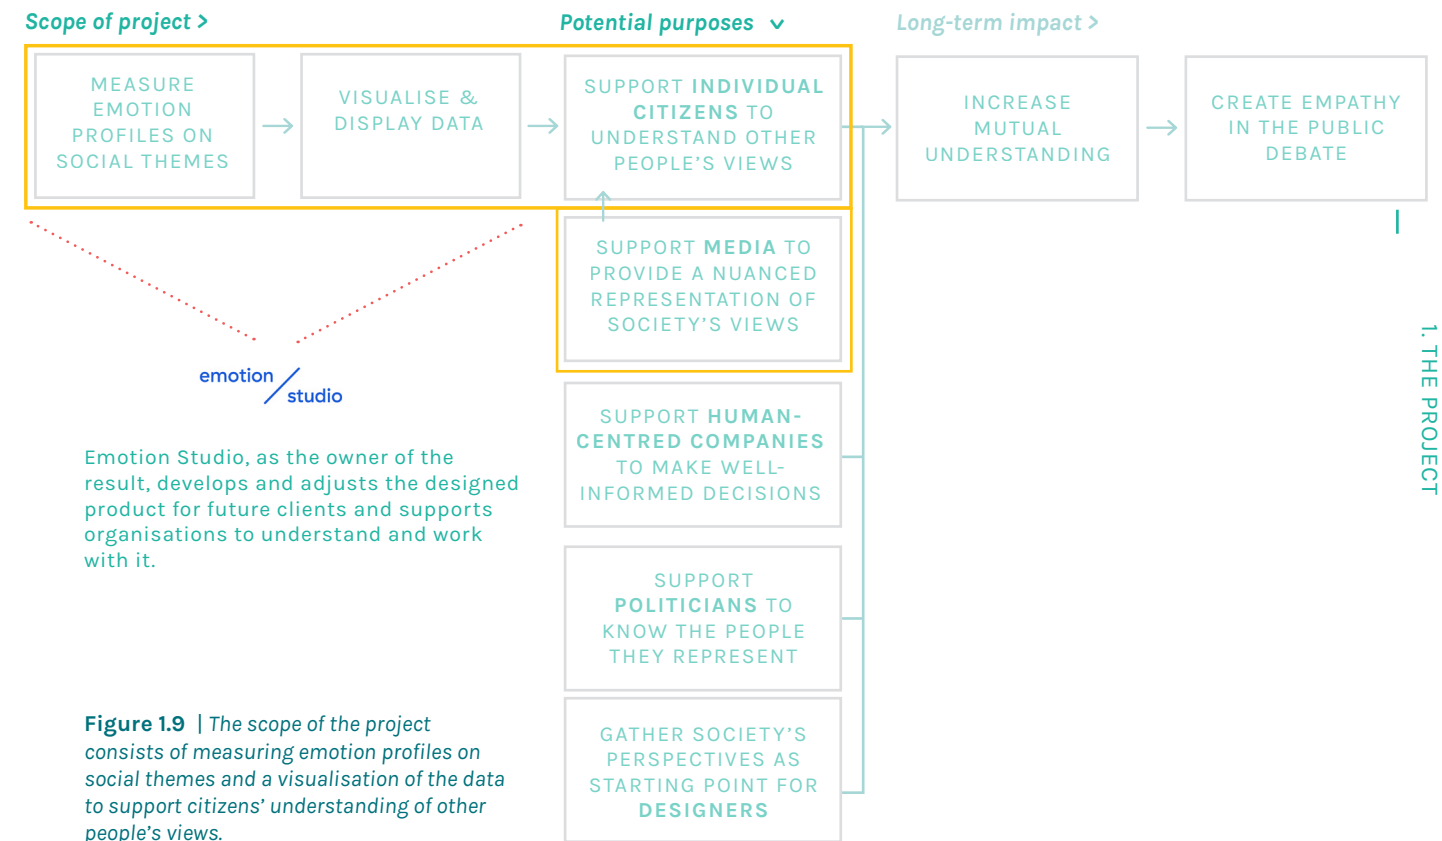 Scope of project >
Potential purposes
Long-term impact >
MEASURE
EMOTION
PROFILES ON
SOCIAL THEMES
VISUALISE &
DISPLAY DATA
SUPPORT INDIVIDUAL
CITIZENS TO
UNDERSTAND OTHER
PEOPLE'S VIEWS
INCREASE
MUTUAL
UNDERSTANDING
CREATE EMPATHY
IN THE PUBLIC
DEBATE
SUPPORT MEDIA TO
PROVIDE A NUANCED
REPRESENTATION OF
SOCIETY'S VIEWS
SUPPORT HUMAN-
CENTRED COMPANIES
TO MAKE WELL-
INFORMED DECISIONS
SUPPORT
POLITICIANS TO
KNOW THE PEOPLE
THEY REPRESENT
GATHER SOCIETY'S
PERSPECTIVES AS
STARTING POINT FOR
DESIGNERS
emotion
studio
Emotion Studio, as the owner of the
result, develops and adjusts the designed
product for future clients and supports
organisations to understand and work
with it.
Figure 1.9 | The scope of the project
consists of measuring emotion profiles on
social themes and a visualisation of the data
to support citizens' understanding of other
people's views.
1. THE PROJECT